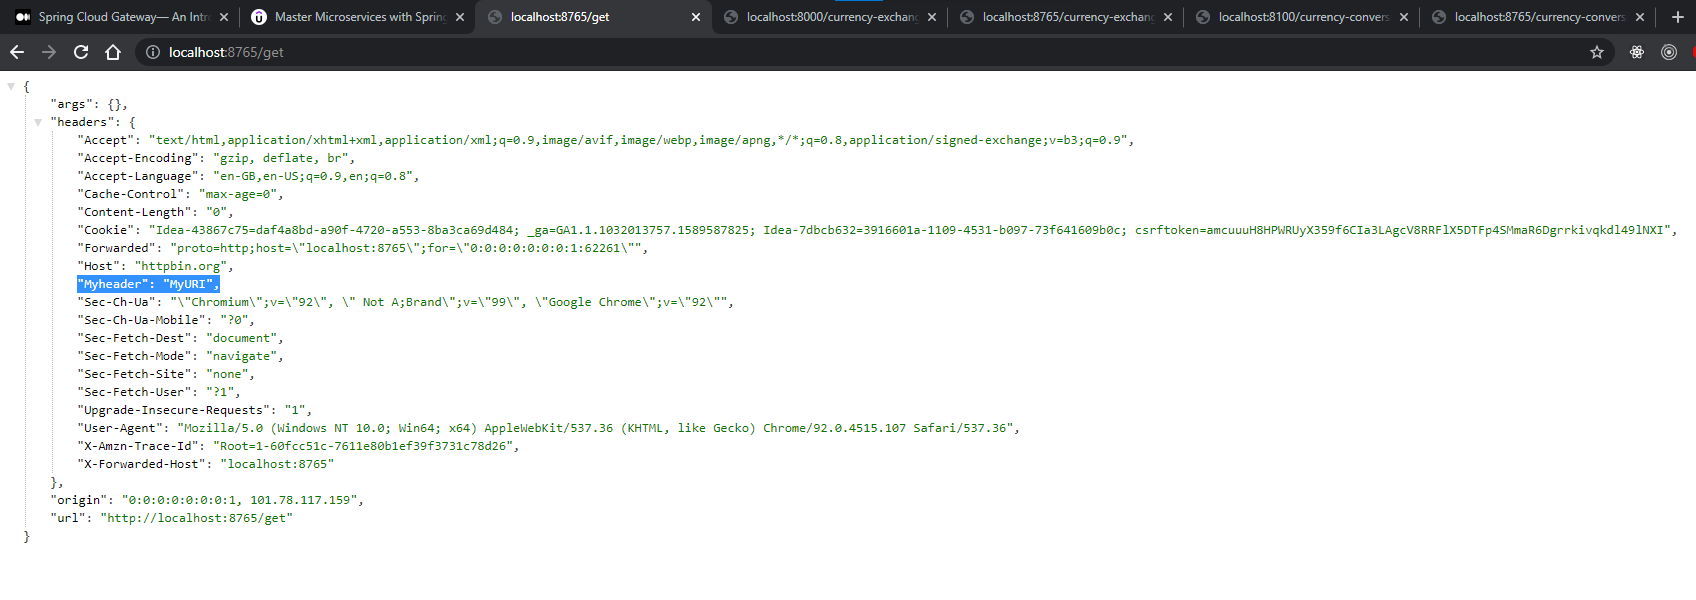 Spring Cloud Gateway— An Intr
Master Microservices with Spring
localhost:8765/get
localhost:8000/currency-exchang
localhost:8765/currency-exchang
localhost:8100/currency-convers
localhost:8765/currency-convers
localhost:8765/get
{
"args": {},
"headers": {
"Accept": "text/html,application/xhtml+xml,application/xml;q=0.9,image/avif,image/webp,image/apng,*/*;q=0.8,application/signed-exchange;v=b3;q=0.9",
"Accept-Encoding": "gzip, deflate, br",
"Accept-Language": "en-GB,en-US;q=0.9,en;q=0.8",
"Cache-Control": "max-age=0",
"Content-Length": "0",
"Cookie": "Idea-43867c75=daf4a8bd-a90f-4720-a553-8ba3ca69d484; _ga=GA1.1.1032013757.1589587825; Idea-7dbcb632=3916601a-1109-4531-b097-73f641609b0c; csrftoken=amcuuuH8HPWRUyX359f6CIa3LAgcV8RRFlX5DTFp4SMmaR6Dgrrkivqkdl49lNXI",
"Forwarded": "proto=http;host=\"localhost:8765\";for=\"0:0:0:0:0:0:0:1:62261\"",
"Host": "httpbin.org",
"Myheader": "MyURI",
"Sec-Ch-Ua": "\"Chromium\";v=\"92\", \" Not A;Brand\";v=\"99\", \"Google Chrome\";v=\"92\"",
"Sec-Ch-Ua-Mobile": "?0",
"Sec-Fetch-Dest": "document",
"Sec-Fetch-Mode": "navigate",
"Sec-Fetch-Site": "none",
"Sec-Fetch-User": "?1",
"Upgrade-Insecure-Requests": "1",
"User-Agent": "Mozilla/5.0 (Windows NT 10.0; Win64; x64) AppleWebKit/537.36 (KHTML, like Gecko) Chrome/92.0.4515.107 Safari/537.36",
"X-Amzn-Trace-Id": "Root=1-60fcc51c-7611e80b1ef39f3731c78d26",
"X-Forwarded-Host": "localhost:8765"
},
"origin": "0:0:0:0:0:0:0:1, 101.78.117.159",
"url": "http://localhost:8765/get"
}